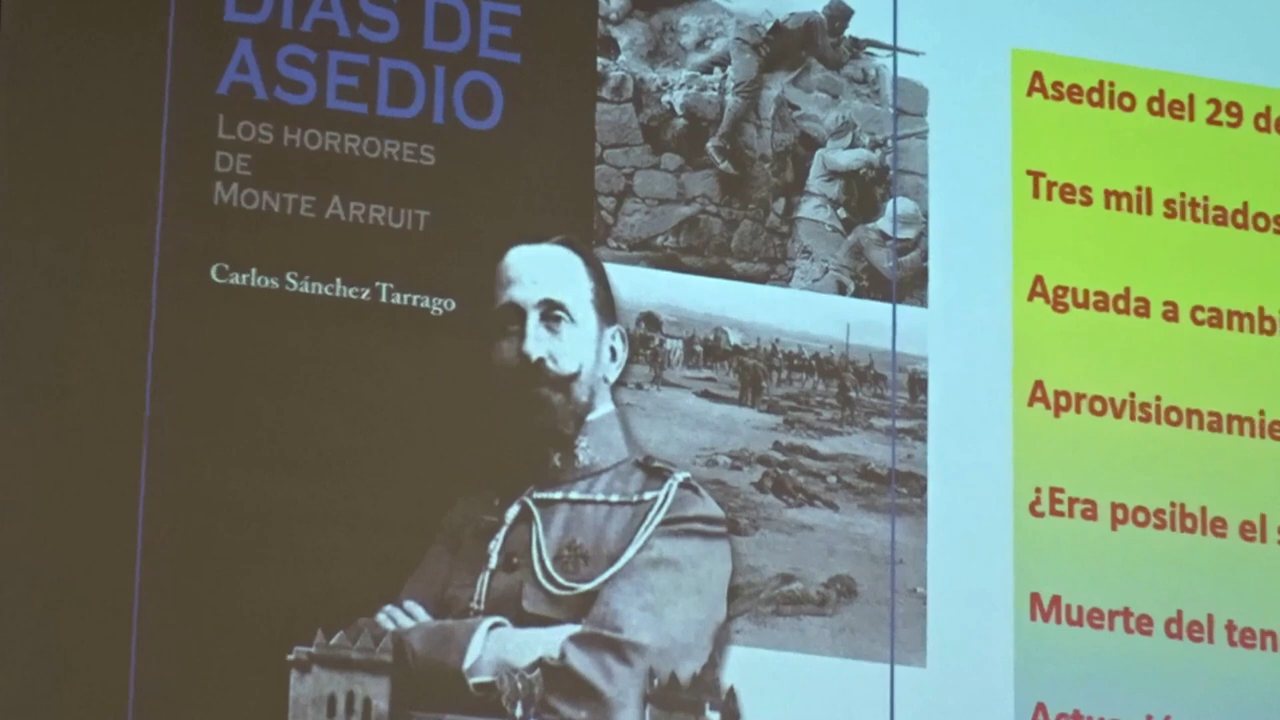 DÍAS DE
ASEDIO
LOS HORRORES
DE
MONTE ARRUIT
Carlos Sánchez Tarrago
Asedio del 29 de
Tres mil sitiados
Aguada a cambi
Aprovisionamie
¿Era posible el s
Muerte del ten